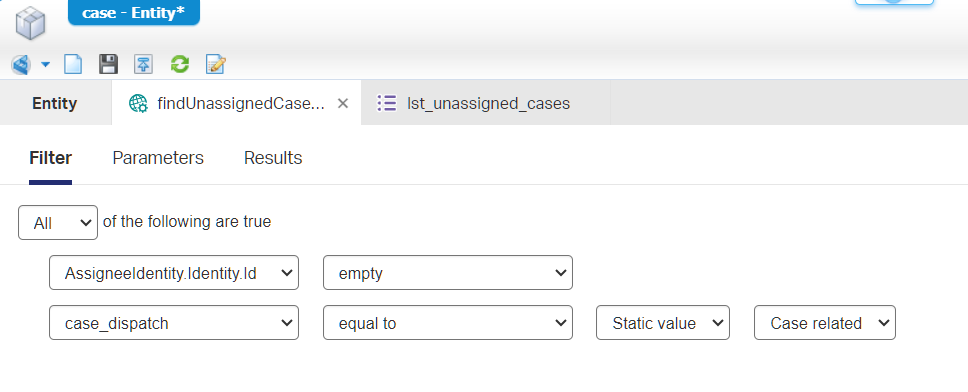 case - Entity*
Entity findUnassignedCase... × lst_unassigned_cases
Filter Parameters Results
All of the following are true
AssigneeIdentity.Identity.Id empty
case_dispatch equal to Static value Case related